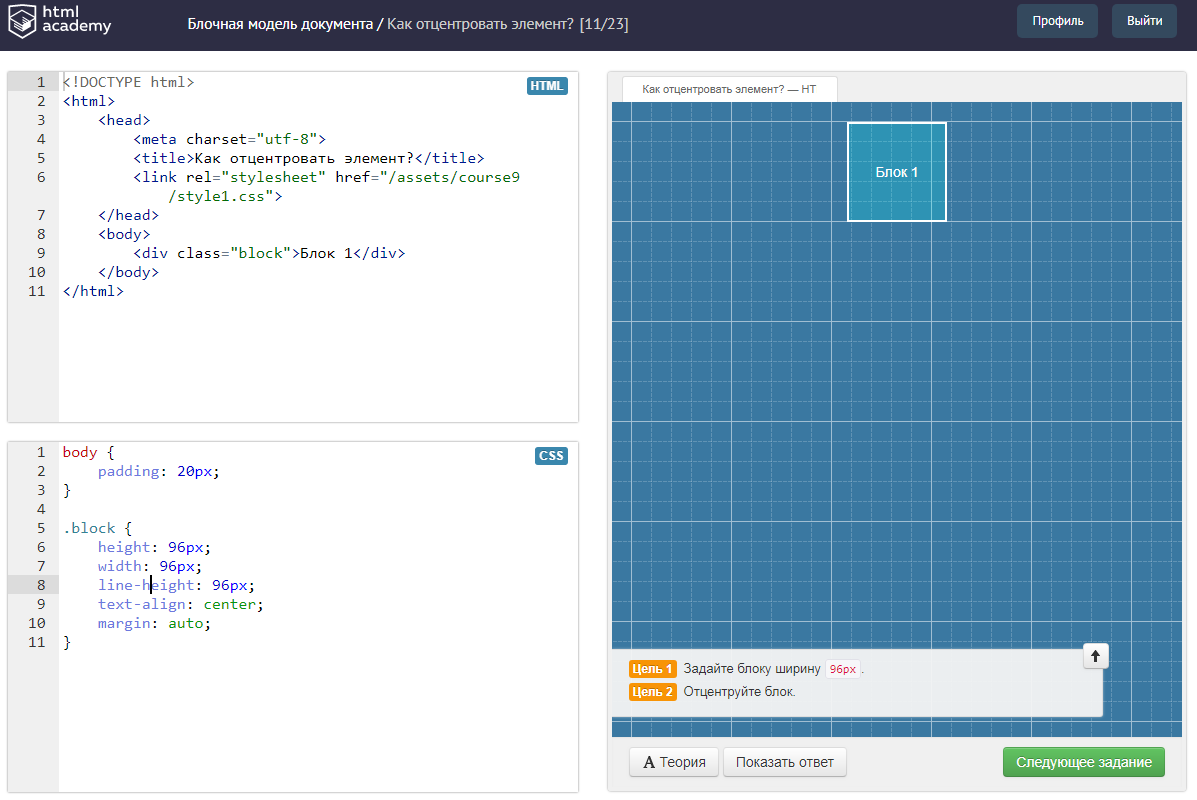 html
academy
Блочная модель документа / Как отцентровать элемент? [11/23]
Профиль
Выйти
1 <!DOCTYPE html>
HTML
2 <html>
3 <head>
4 <meta charset="utf-8">
5 <title>Как отцентровать элемент?</title>
6 <link rel="stylesheet" href="/assets/course9
/style1.css">
7 </head>
8 <body>
9 <div class="block">Блок 1</div>
10 </body>
11 </html>
1 body {
CSS
2 padding: 20px;
3 }
4
5 .block {
6 height: 96px;
7 width: 96px;
8 line-height: 96px;
9 text-align: center;
10 margin: auto;
11 }
Как отцентровать элемент? — HT
Блок 1
Цель 1 Задайте блоку ширину 96px.
Цель 2 Отцентруйте блок.
A Теория
Показать ответ
Следующее задание